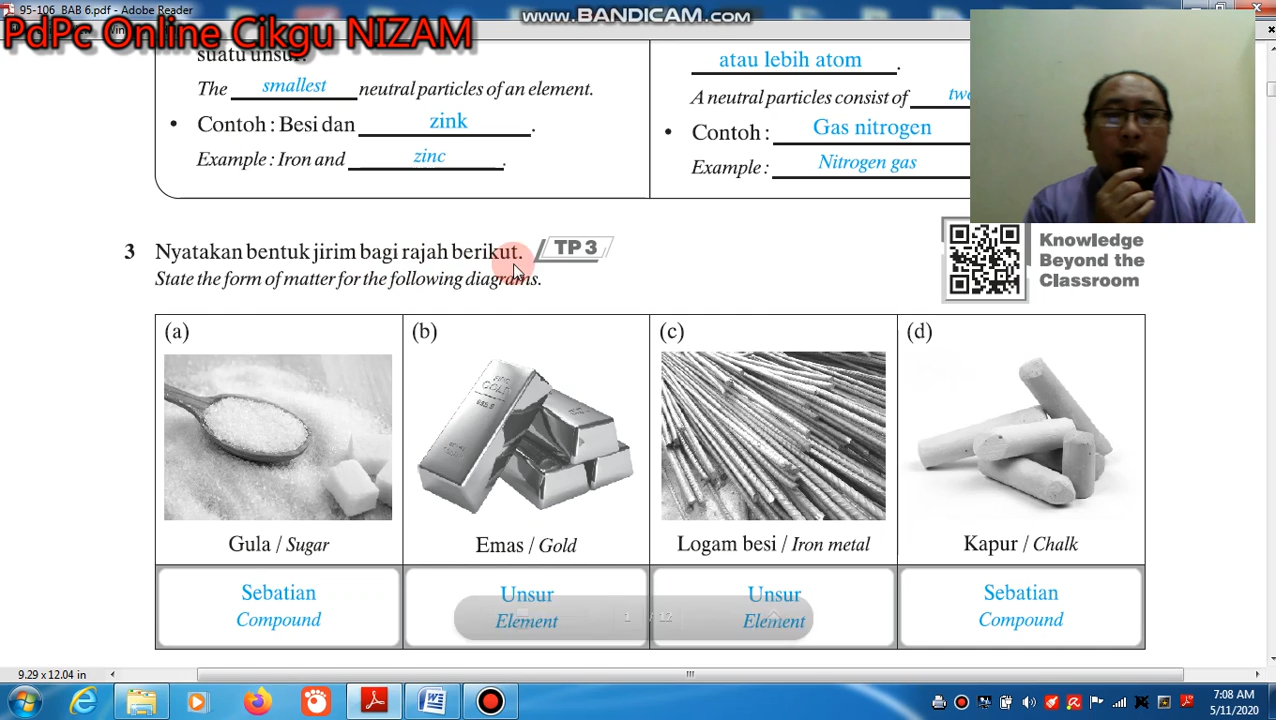 95-106_BAB 6.pdf - Adobe Reader
www.BANDICAM.com
PdPc Online Cikgu NIZAM
suatu unsur.
The smallest neutral particles of an element.
• Contoh : Besi dan zink .
Example : Iron and zinc .
atau lebih atom .
A neutral particles consist of
• Contoh : Gas nitrogen
Example : Nitrogen gas
3 Nyatakan bentuk jirim bagi rajah berikut. TP 3
State the form of matter for the following diagrams.
Knowledge
Beyond the
Classroom
(a) (b) (c) (d)
Gula / Sugar
Emas / Gold
Logam besi / Iron metal
Kapur / Chalk
Sebatian
Compound
Unsur
Element
Unsur
Element
Sebatian
Compound
1 / 12
9.29 x 12.04 in
7:08 AM
5/11/2020